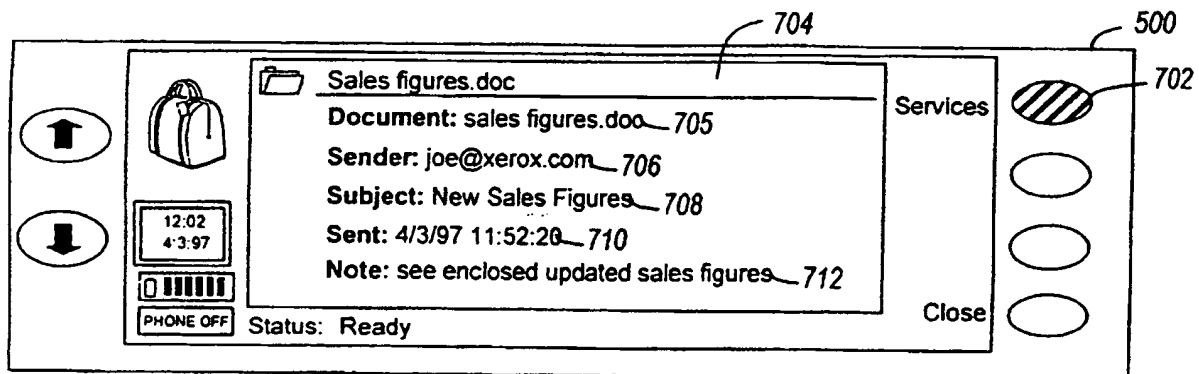 704
500
Sales figures.doc
Services
702
Document: sales figures.doc 705
Sender: joe@xerox.com 706
Subject: New Sales Figures 708
12:02
4·3:97
Sent: 4/3/97 11:52:20 710
Note: see enclosed updated sales figures 712
PHONE OFF
Status: Ready
Close